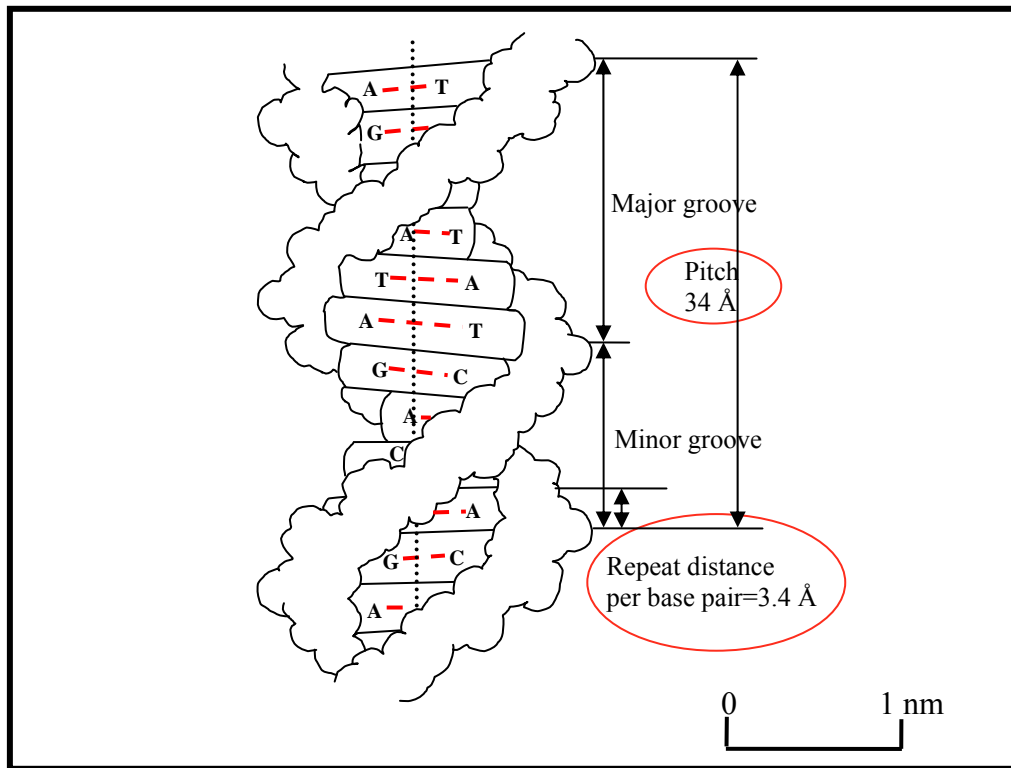 A T
G
Major groove
A T
Pitch
34 Å
T A
A T
G C
A
Minor groove
C
A
G C
Repeat distance
per base pair=3.4 Å
A
0 1 nm